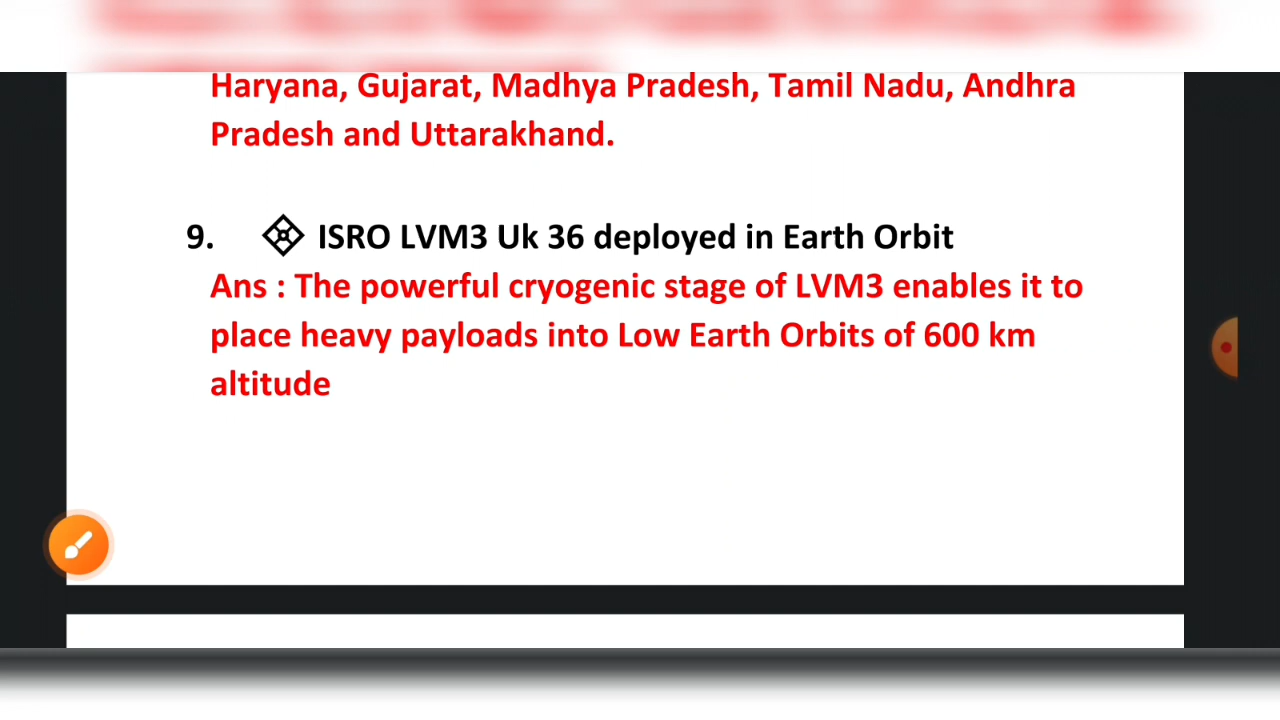 Haryana, Gujarat, Madhya Pradesh, Tamil Nadu, Andhra
Pradesh and Uttarakhand.
9. ISRO LVM3 Uk 36 deployed in Earth Orbit
Ans : The powerful cryogenic stage of LVM3 enables it to
place heavy payloads into Low Earth Orbits of 600 km
altitude